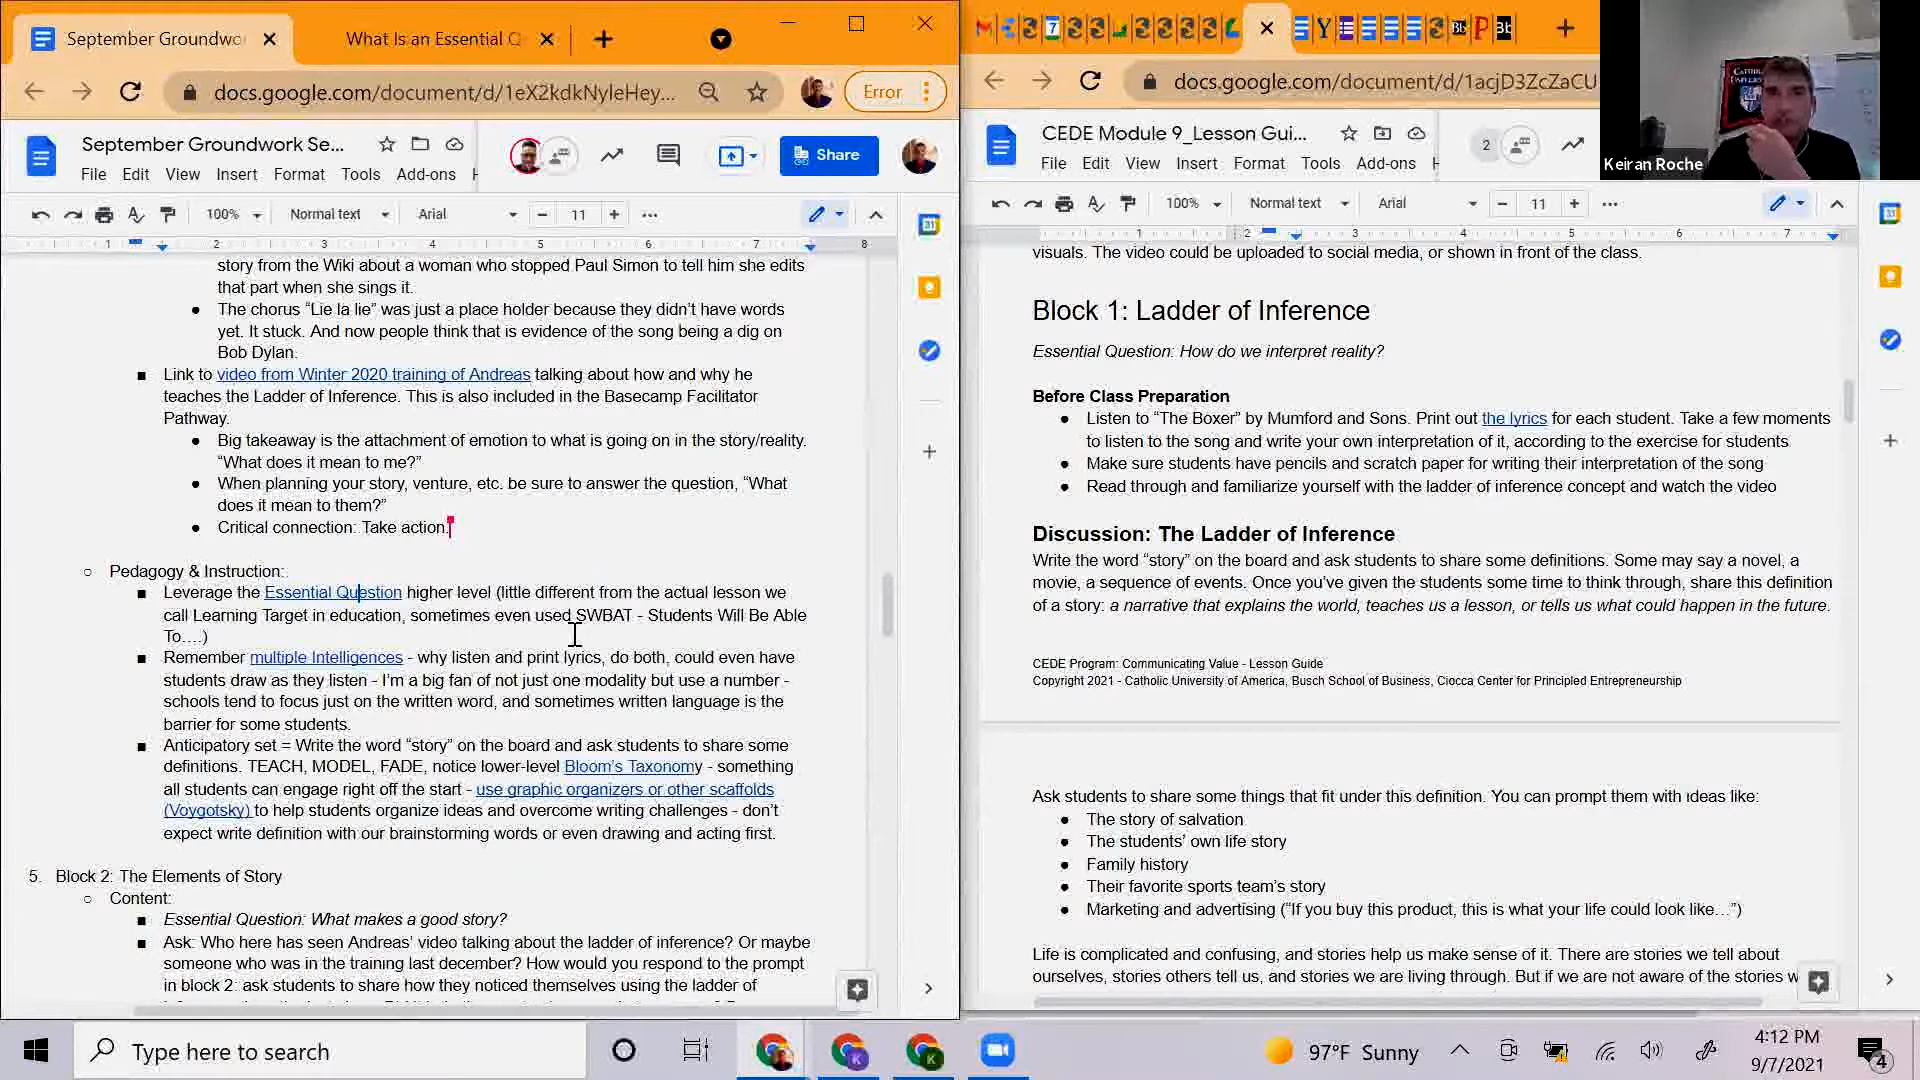 September Groundwo
What Is an Essential Q
docs.google.com/document/d/1eX2kdkNyleHey...
Error
September Groundwork Se...
Share
File Edit View Insert Format Tools Add-ons
100% Normal text Arial 11
1 2 3 4 5 6 7 8
story from the Wiki about a woman who stopped Paul Simon to tell him she edits
that part when she sings it.
● The chorus “Lie la lie” was just a place holder because they didn’t have words
yet. It stuck. And now people think that is evidence of the song being a dig on
Bob Dylan.
■ Link to video from Winter 2020 training of Andreas talking about how and why he
teaches the Ladder of Inference. This is also included in the Basecamp Facilitator
Pathway.
● Big takeaway is the attachment of emotion to what is going on in the story/reality.
“What does it mean to me?”
● When planning your story, venture, etc. be sure to answer the question, “What
does it mean to them?”
● Critical connection: Take action.
○ Pedagogy & Instruction:
■ Leverage the Essential Question higher level (little different from the actual lesson we
call Learning Target in education, sometimes even used SWBAT - Students Will Be Able
To….)
■ Remember multiple Intelligences - why listen and print lyrics, do both, could even have
students draw as they listen - I’m a big fan of not just one modality but use a number -
schools tend to focus just on the written word, and sometimes written language is the
barrier for some students.
■ Anticipatory set = Write the word “story” on the board and ask students to share some
definitions. TEACH, MODEL, FADE, notice lower-level Bloom’s Taxonomy - something
all students can engage right off the start - use graphic organizers or other scaffolds
(Voygotsky) to help students organize ideas and overcome writing challenges - don’t
expect write definition with our brainstorming words or even drawing and acting first.
5. Block 2: The Elements of Story
○ Content:
■ Essential Question: What makes a good story?
■ Ask: Who here has seen Andreas’ video talking about the ladder of inference? Or maybe
someone who was in the training last december? How would you respond to the prompt
in block 2: ask students to share how they noticed themselves using the ladder of
docs.google.com/document/d/1acjD3ZcZaCU
CEDE Module 9_Lesson Gui...
2
File Edit View Insert Format Tools Add-ons
100% Normal text Arial 11
2 3 4 5 6 7
visuals. The video could be uploaded to social media, or shown in front of the class.
Block 1: Ladder of Inference
Essential Question: How do we interpret reality?
Before Class Preparation
● Listen to “The Boxer” by Mumford and Sons. Print out the lyrics for each student. Take a few moments
to listen to the song and write your own interpretation of it, according to the exercise for students
● Make sure students have pencils and scratch paper for writing their interpretation of the song
● Read through and familiarize yourself with the ladder of inference concept and watch the video
Discussion: The Ladder of Inference
Write the word “story” on the board and ask students to share some definitions. Some may say a novel, a
movie, a sequence of events. Once you’ve given the students some time to think through, share this definition
of a story: a narrative that explains the world, teaches us a lesson, or tells us what could happen in the future.
CEDE Program: Communicating Value - Lesson Guide
Copyright 2021 - Catholic University of America, Busch School of Business, Ciocca Center for Principled Entrepreneurship
Ask students to share some things that fit under this definition. You can prompt them with ideas like:
● The story of salvation
● The students’ own life story
● Family history
● Their favorite sports team’s story
● Marketing and advertising (“If you buy this product, this is what your life could look like…”)
Life is complicated and confusing, and stories help us make sense of it. There are stories we tell about
ourselves, stories others tell us, and stories we are living through. But if we are not aware of the stories w
Keiran Roche
Type here to search
97°F Sunny
4:12 PM
9/7/2021
4